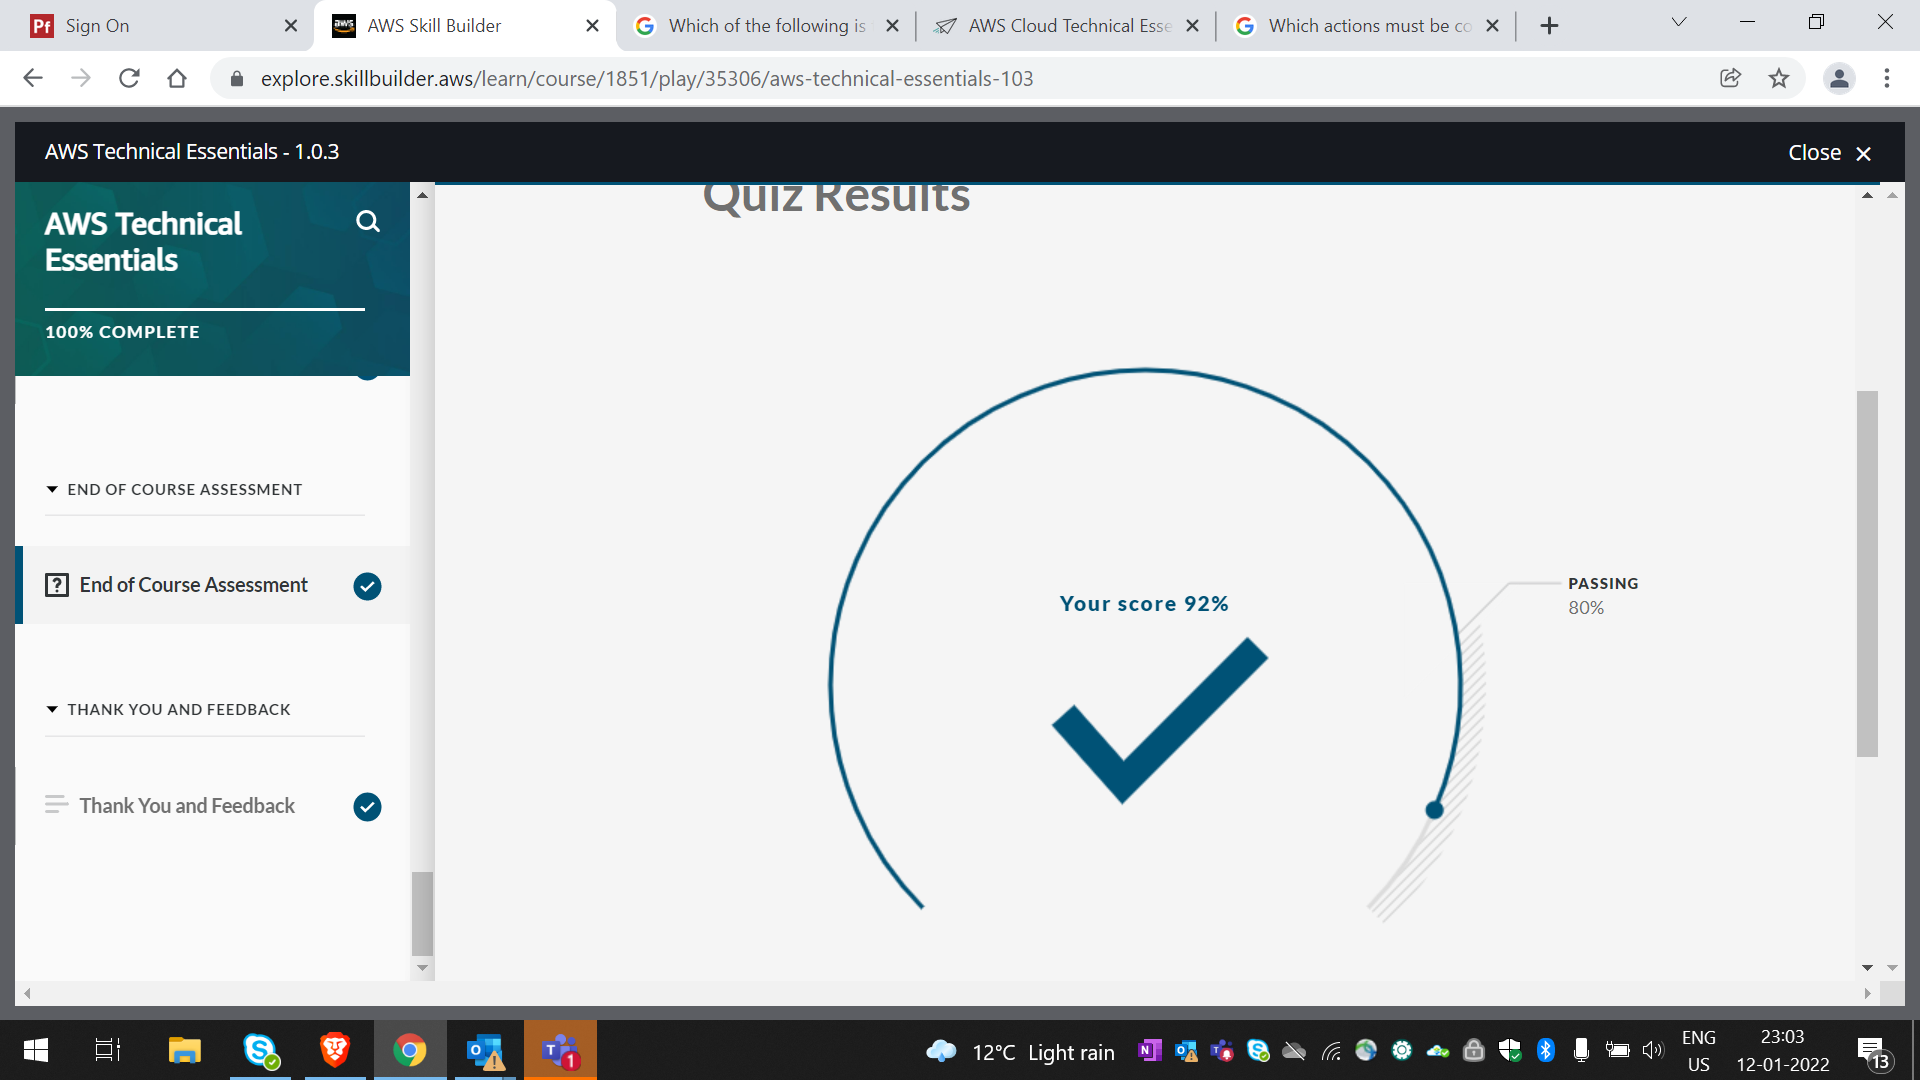 Sign On
AWS Skill Builder
Which of the following is
AWS Cloud Technical Esse
Which actions must be co
explore.skillbuilder.aws/learn/course/1851/play/35306/aws-technical-essentials-103
AWS Technical Essentials - 1.0.3
Close
AWS Technical
Essentials
100% COMPLETE
END OF COURSE ASSESSMENT
End of Course Assessment
THANK YOU AND FEEDBACK
Thank You and Feedback
Quiz Results
Your score 92%
PASSING
80%
12°C Light rain
ENG
US
23:03
12-01-2022
13
1